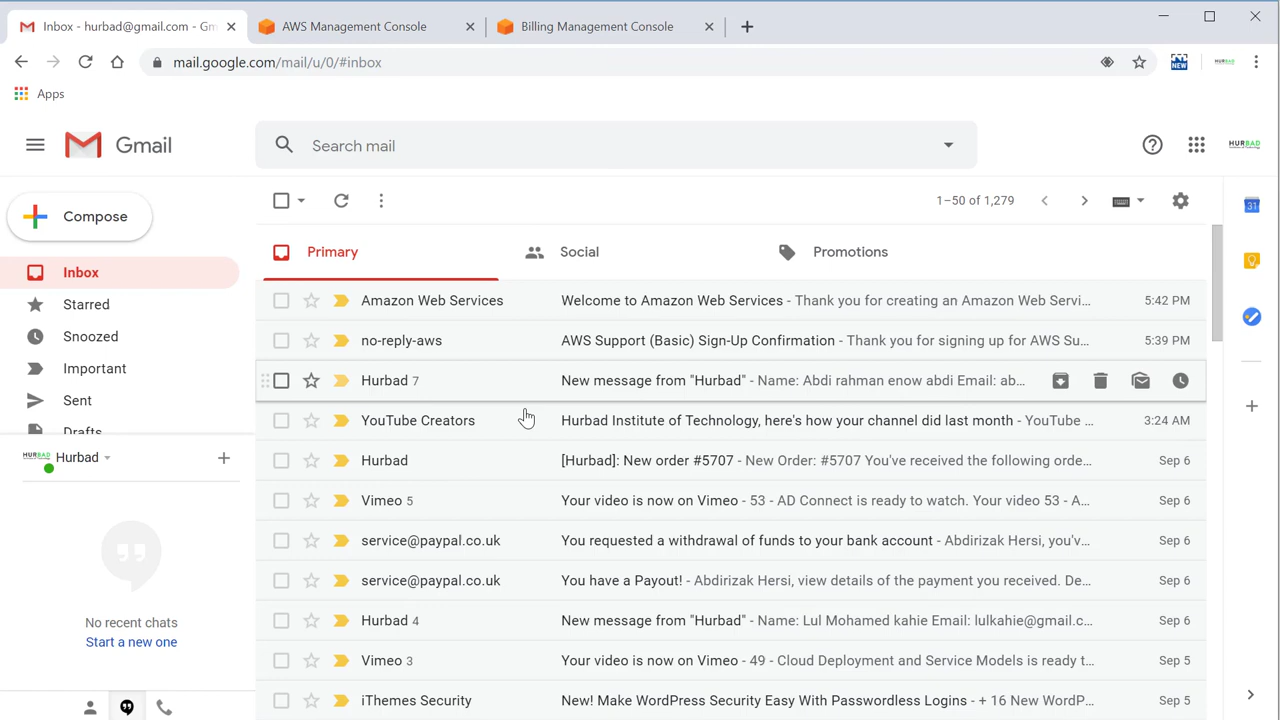 Inbox - hurbad@gmail.com - Gm
AWS Management Console
Billing Management Console
mail.google.com/mail/u/0/#inbox
NEW
HURBAD
Apps
Gmail
Search mail
HURBAD
Compose
1–50 of 1,279
31
Primary
Social
Promotions
Inbox
Starred
Snoozed
Important
Sent
Drafts
Amazon Web Services Welcome to Amazon Web Services - Thank you for creating an Amazon Web Servi... 5:42 PM
no-reply-aws AWS Support (Basic) Sign-Up Confirmation - Thank you for signing up for AWS Su... 5:39 PM
Hurbad 7 New message from "Hurbad" - Name: Abdi rahman enow abdi Email: ab...
YouTube Creators Hurbad Institute of Technology, here's how your channel did last month - YouTube ... 3:24 AM
Hurbad [Hurbad]: New order #5707 - New Order: #5707 You've received the following orde... Sep 6
Vimeo 5 Your video is now on Vimeo - 53 - AD Connect is ready to watch. Your video 53 - A... Sep 6
service@paypal.co.uk You requested a withdrawal of funds to your bank account - Abdirizak Hersi, you'v... Sep 6
service@paypal.co.uk You have a Payout! - Abdirizak Hersi, view details of the payment you received. De... Sep 6
Hurbad 4 New message from "Hurbad" - Name: Lul Mohamed kahie Email: lulkahie@gmail.c... Sep 6
Vimeo 3 Your video is now on Vimeo - 49 - Cloud Deployment and Service Models is ready t... Sep 5
iThemes Security New! Make WordPress Security Easy With Passwordless Logins - + 16 New WordP... Sep 5
HURBAD
Hurbad
No recent chats
Start a new one